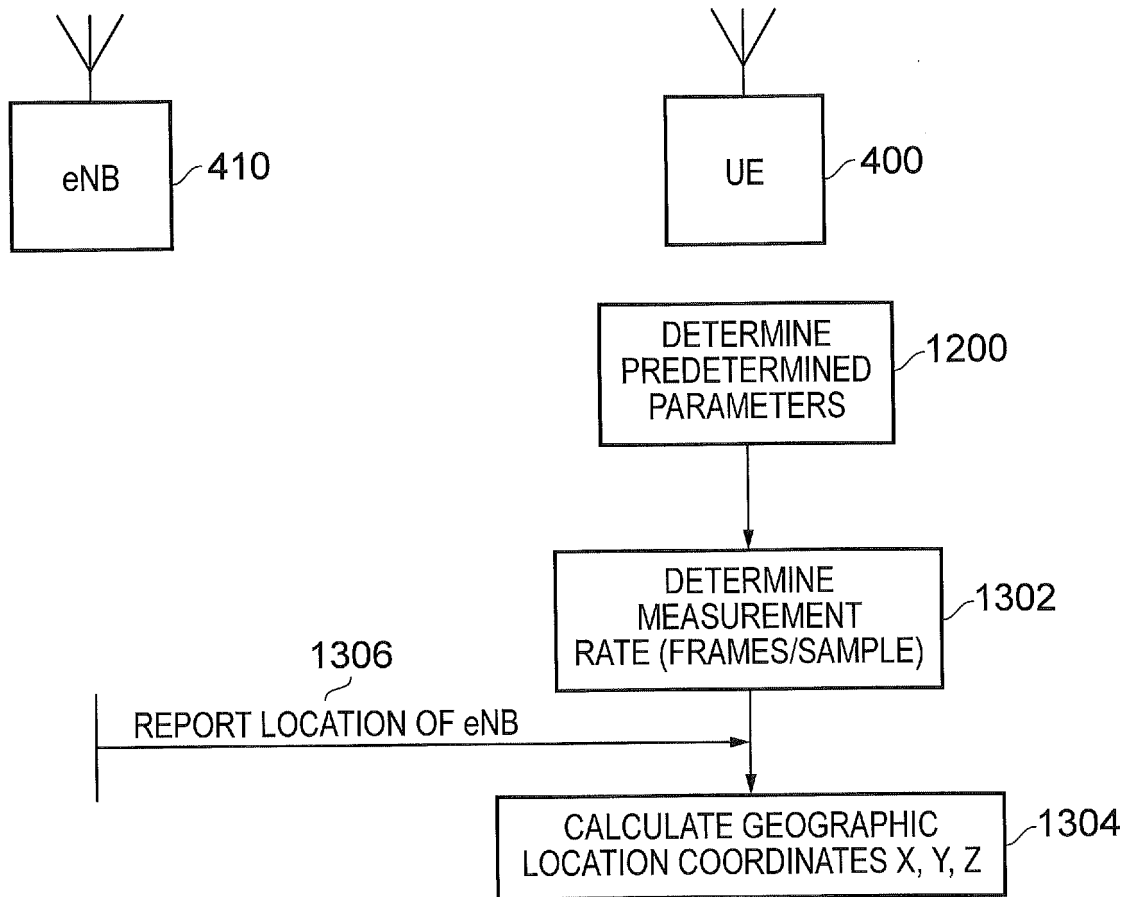 eNB
410
UE
400
DETERMINE
PREDETERMINED
PARAMETERS
1200
DETERMINE
MEASUREMENT
RATE (FRAMES/SAMPLE)
1302
1306
REPORT LOCATION OF eNB
CALCULATE GEOGRAPHIC
LOCATION COORDINATES X, Y, Z
1304